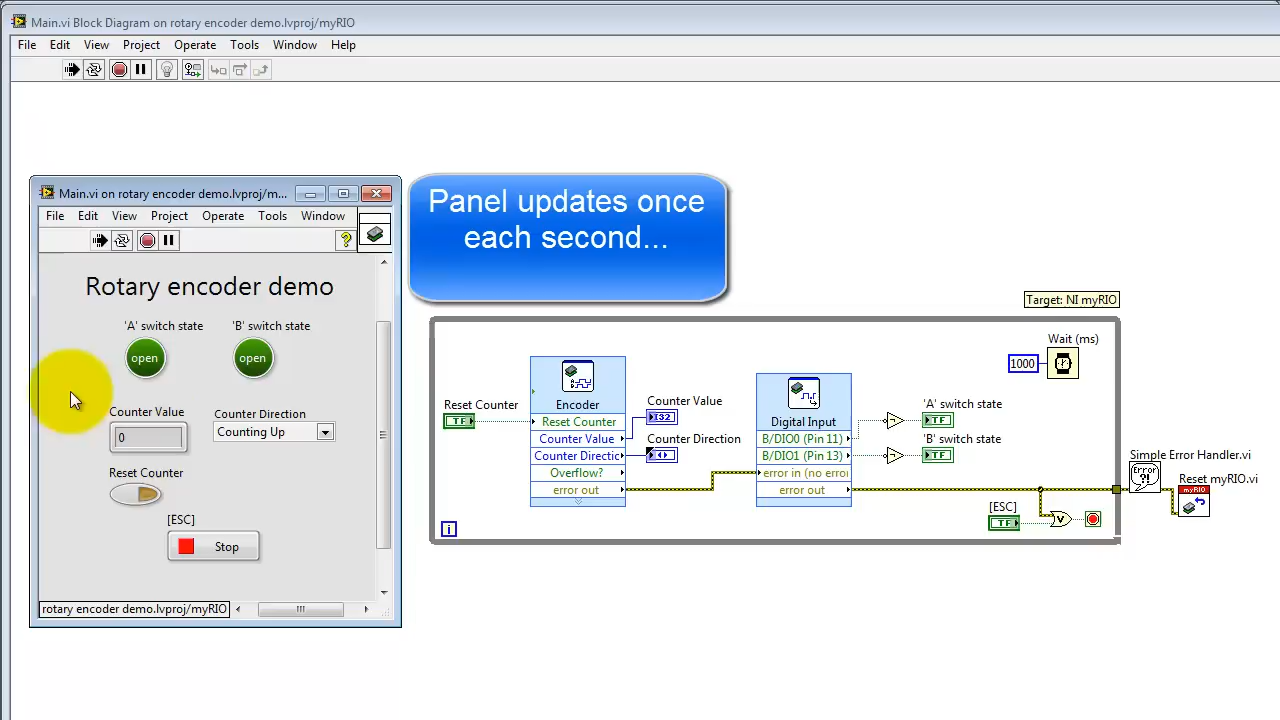 Main.vi Block Diagram on rotary encoder demo.lvproj/myRIO
File Edit View Project Operate Tools Window Help
Main.vi on rotary encoder demo.lvproj/m...
File Edit View Project Operate Tools Window
Rotary encoder demo
'A' switch state 'B' switch state
open open
Counter Value Counter Direction
0 Counting Up
Reset Counter
[ESC]
Stop
rotary encoder demo.lvproj/myRIO
Panel updates once
each second...
Target: NI myRIO
Wait (ms)
1000
Reset Counter
TF
Encoder
Reset Counter
Counter Value
Counter Directic
Overflow?
error out
Counter Value
I32
Counter Direction
Digital Input
B/DIO0 (Pin 11)
B/DIO1 (Pin 13)
error in (no erro
error out
'A' switch state
TF
'B' switch state
TF
[ESC]
TF
V
i
Simple Error Handler.vi
Error
?!
Reset myRIO.vi
myRIO